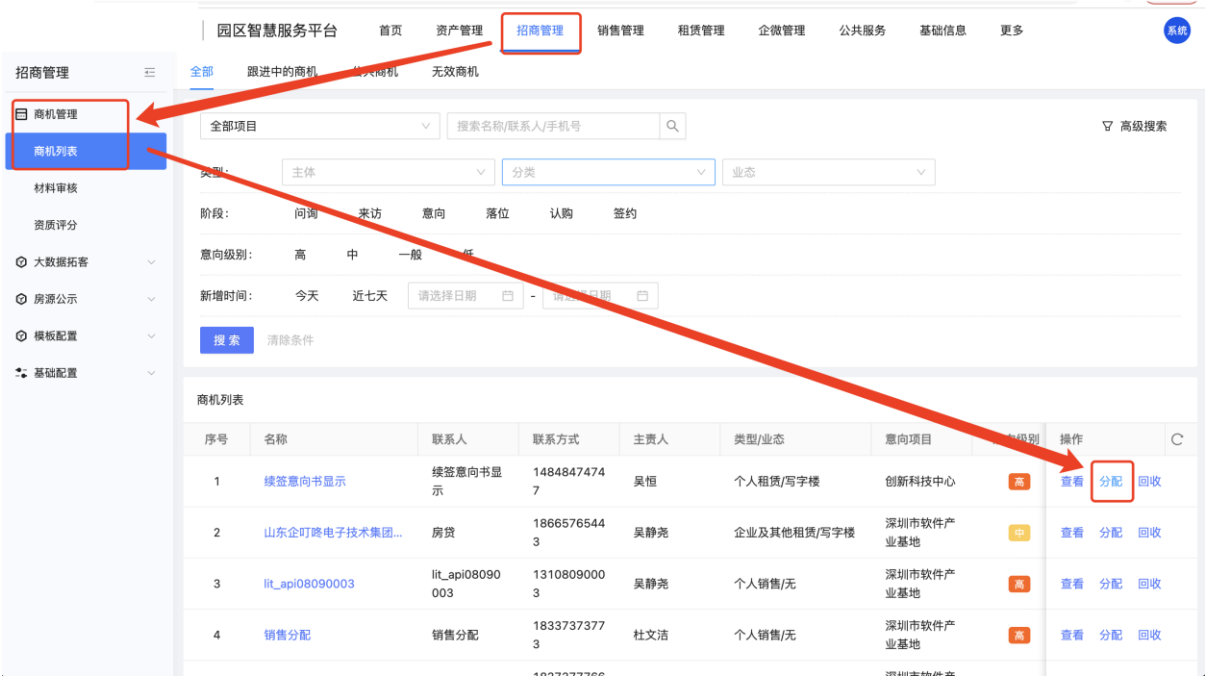 园区智慧服务平台 首页 资产管理 招商管理 销售管理 租赁管理 企微管理 公共服务 基础信息 更多 系统
招商管理 全部 跟进中的商机 公共商机 无效商机
商机管理
全部项目 搜索名称/联系人/手机号 高级搜索
商机列表
类型: 主体 分类 业态
材料审核
阶段: 问询 来访 意向 落位 认购 签约
资质评分
意向级别: 高 中 一般 低
大数据拓客
房源公示
新增时间: 今天 近七天 请选择日期 - 请选择日期
模板配置
搜索 清除条件
基础配置
商机列表
序号 名称 联系人 联系方式 主责人 类型/业态 意向项目 级别 操作
1 续签意向书显示 续签意向书显示 14848474747 吴恒 个人租赁/写字楼 创新科技中心 高 查看 分配 回收
2 山东企叮咚电子技术集团... 房贷 18665765443 吴静尧 企业及其他租赁/写字楼 深圳市软件产业基地 中 查看 分配 回收
3 lit_api08090003 lit_api08090003 13108090003 吴静尧 个人销售/无 深圳市软件产业基地 高 查看 分配 回收
4 销售分配 销售分配 18337373773 杜文洁 个人销售/无 深圳市软件产业基地 高 查看 分配 回收